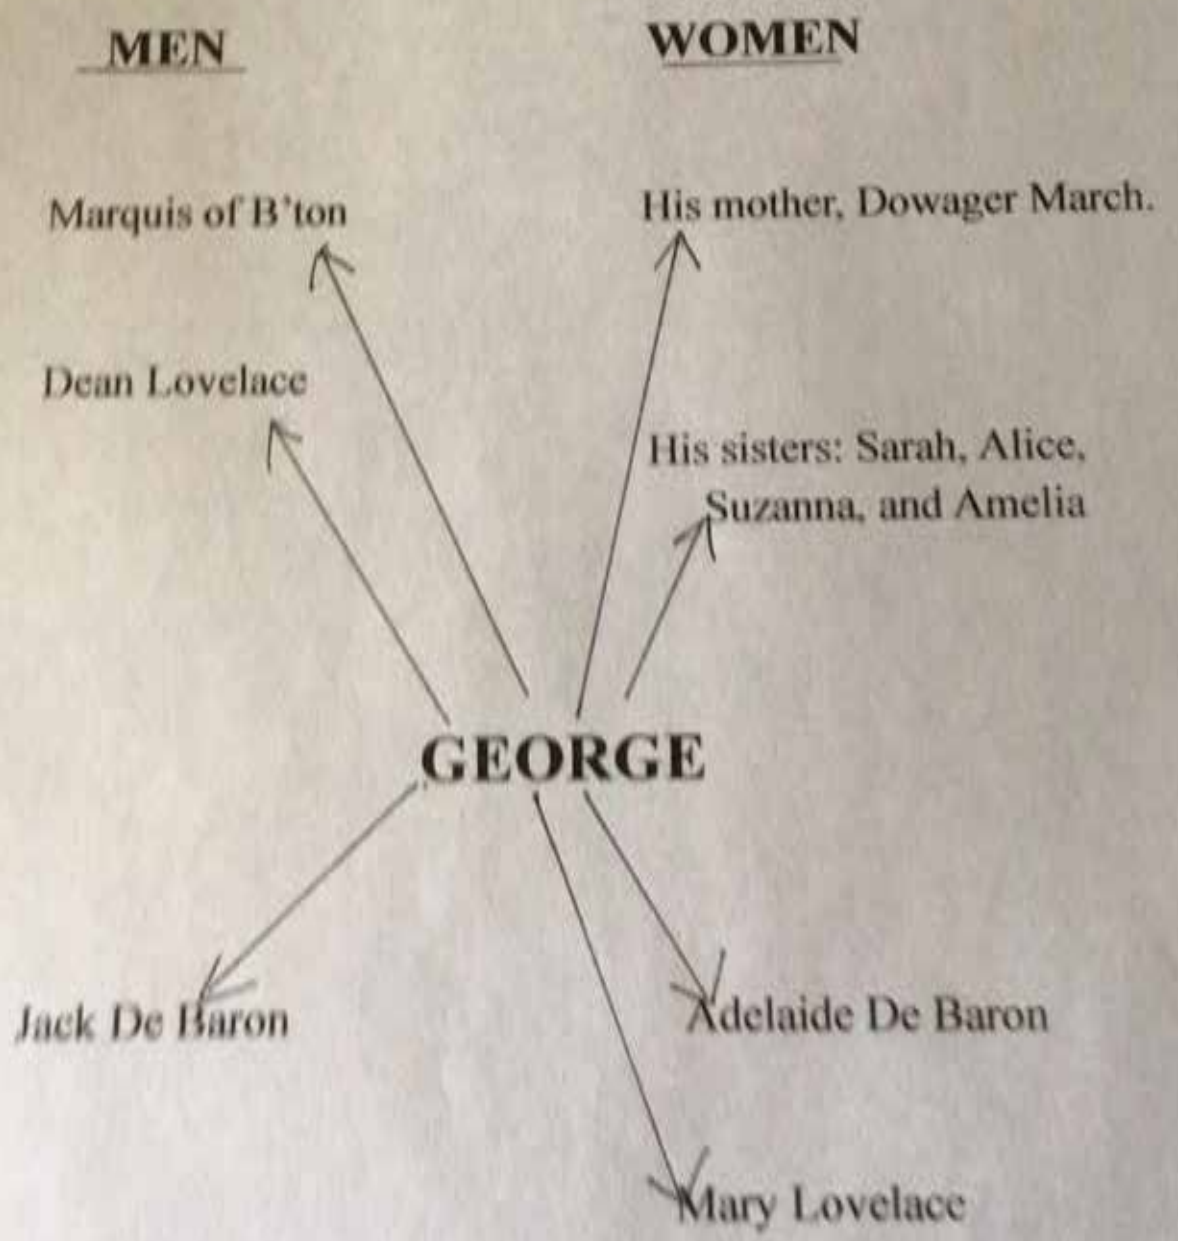 MEN
WOMEN
Marquis of B'ton
His mother, Dowager March.
Dean Lovelace
His sisters: Sarah, Alice,
Suzanna, and Amelia
GEORGE
Jack De Baron
Adelaide De Baron
Mary Lovelace